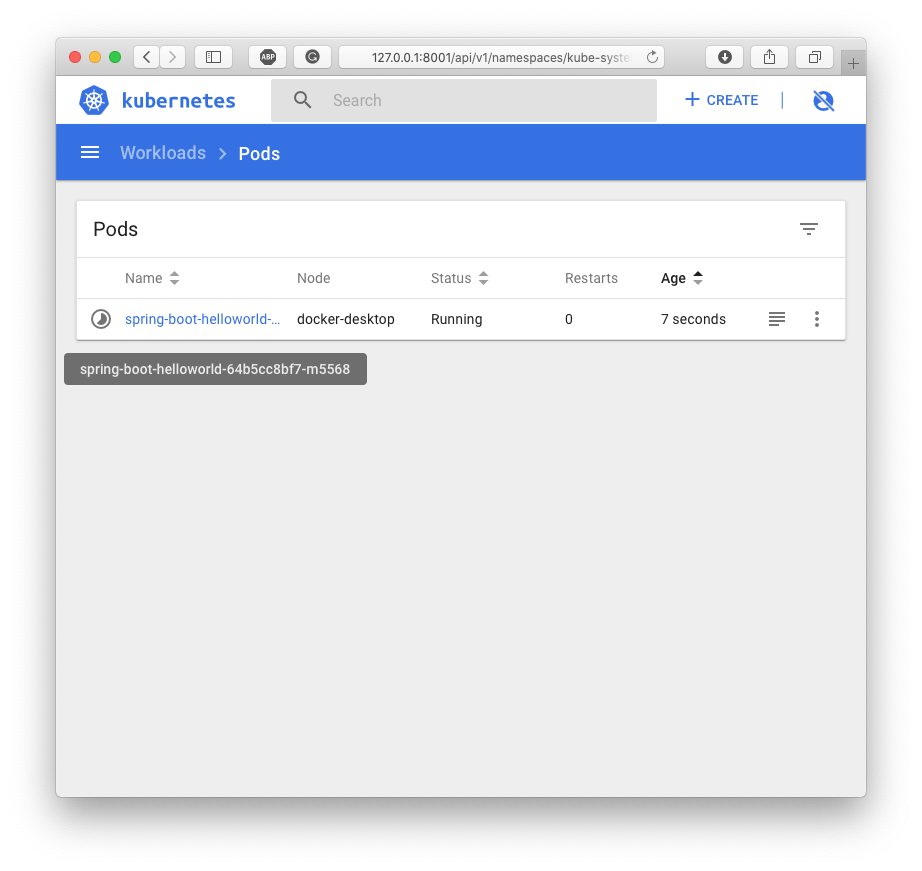 ABP
127.0.0.1:8001/api/v1/namespaces/kube-syste
kubernetes
Search
CREATE
Workloads > Pods
Pods
Name Node Status Restarts Age
spring-boot-helloworld-... docker-desktop Running 0 7 seconds
spring-boot-helloworld-64b5cc8bf7-m5568